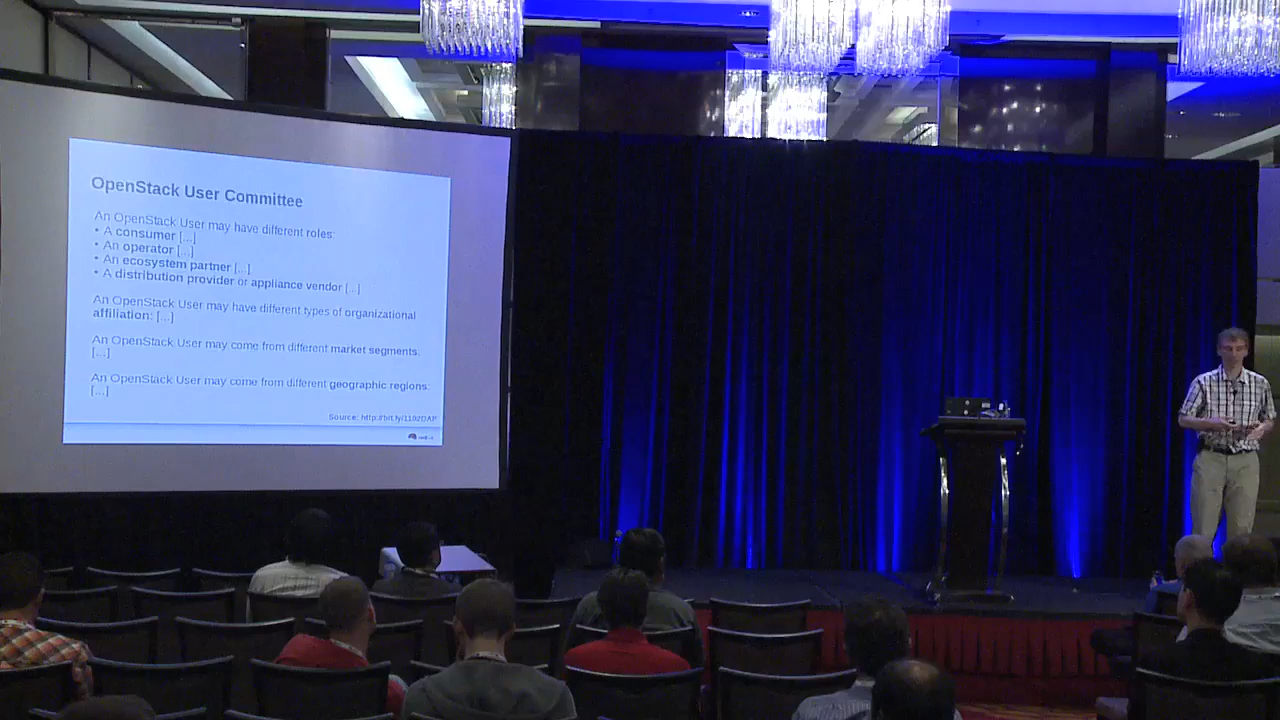 OpenStack User Committee
An OpenStack User may have different roles:
• A consumer [...]
• An operator [...]
• An ecosystem partner [...]
• A distribution provider or appliance vendor [...]
An OpenStack User may have different types of organizational
affiliation: [...]
An OpenStack User may come from different market segments:
[...]
An OpenStack User may come from different geographic regions:
[...]
Source: